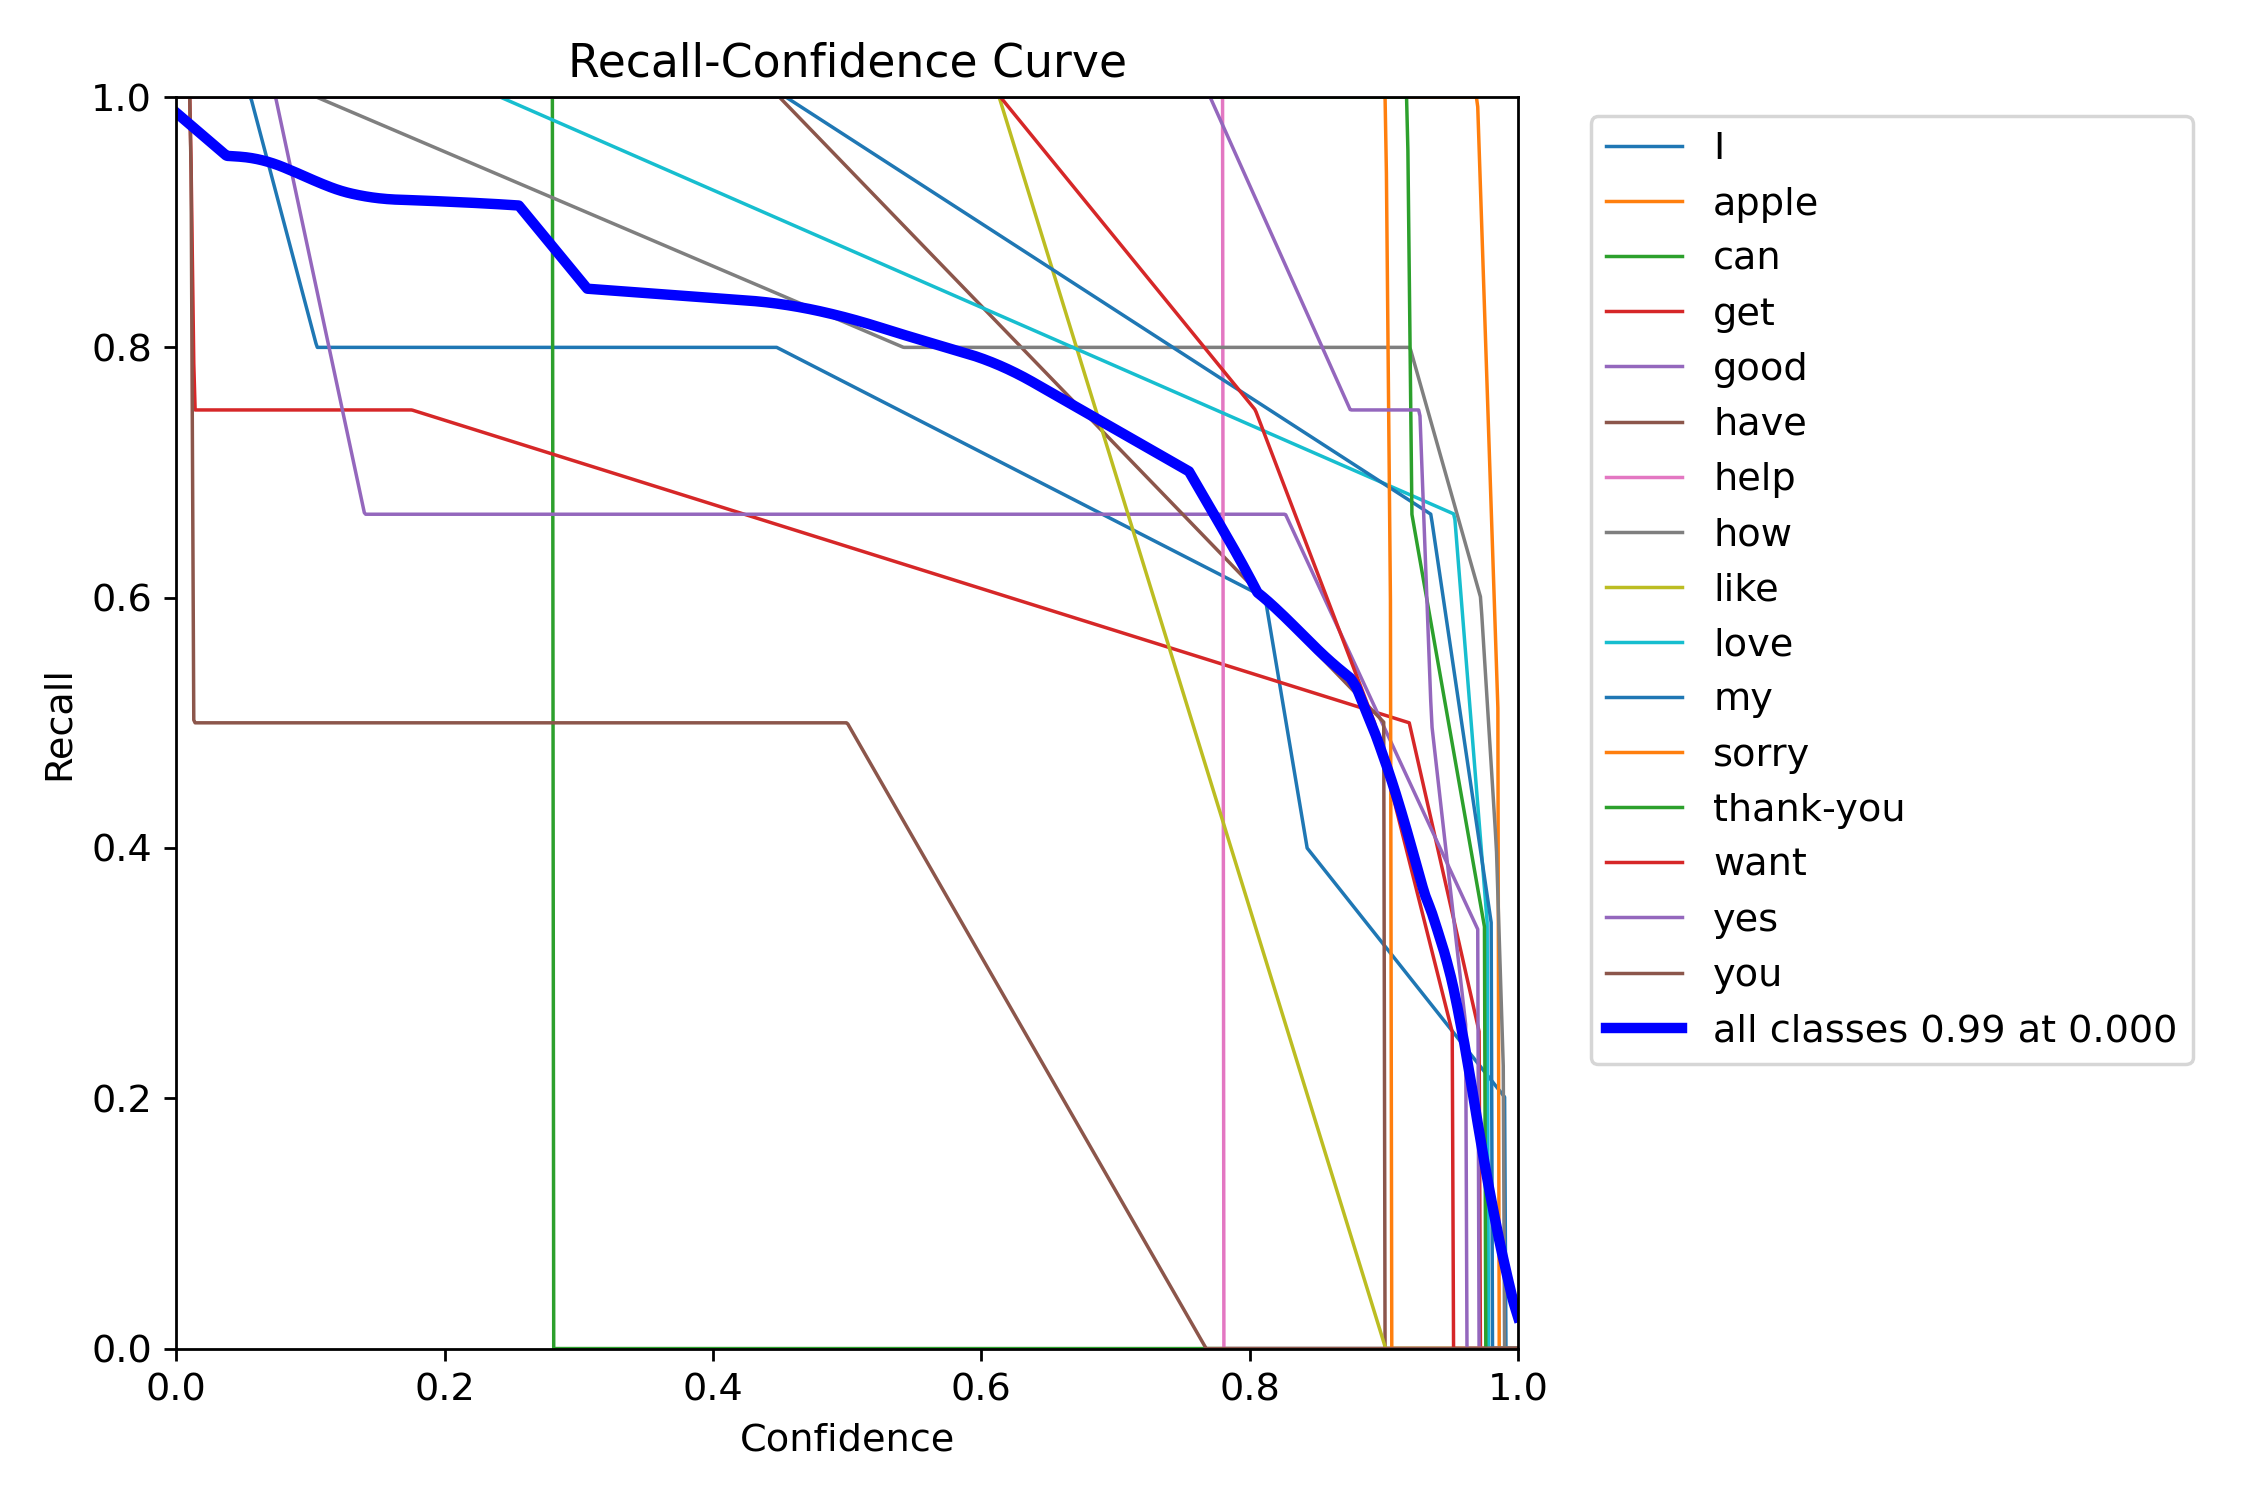 Recall-Confidence Curve
1.0
0.8
0.6
0.4
0.2
0.0
Recall
0.0 0.2 0.4 0.6 0.8 1.0
Confidence
I
apple
can
get
good
have
help
how
like
love
my
sorry
thank-you
want
yes
you
all classes 0.99 at 0.000